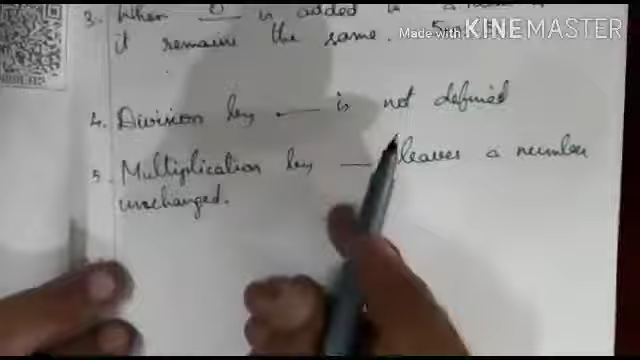 3. When 0 is added to a
it remains the same. 5
Made with KINEMASTER
4. Division by — is not defined
5. Multiplication by — leaves a number
unchanged.